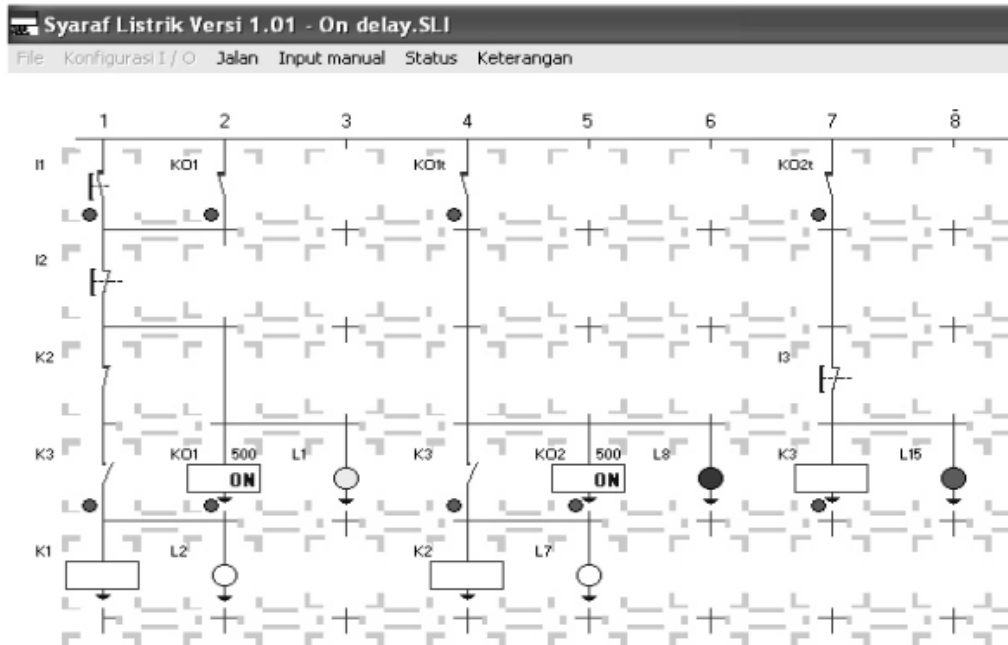 Syaraf Listrik Versi 1.01 - On delay.SLI
File Konfigurasi I / O Jalan Input manual Status Keterangan
1 2 3 4 5 6 7 8
I1 KO1 KO1t KO2t
I2
K2 I3
K3 KO1 500 L1 K3 KO2 500 L8 K3 L15
ON ON
K1 L2 K2 L7